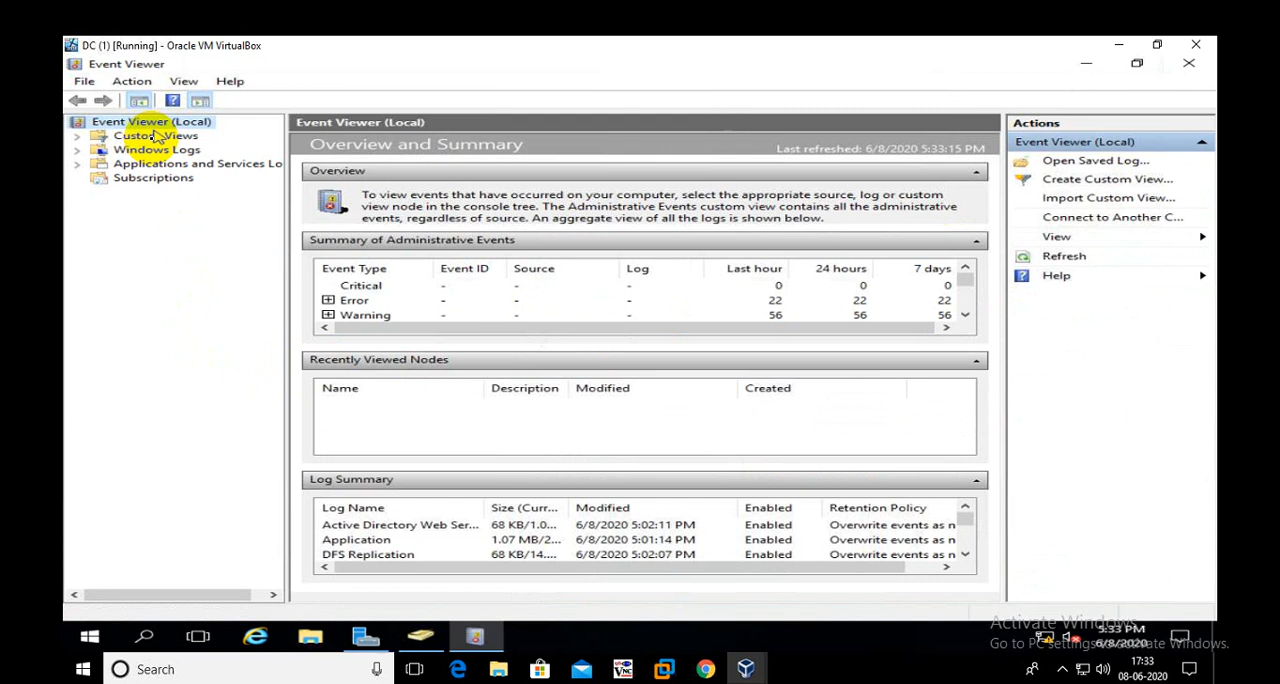 DC (1) [Running] - Oracle VM VirtualBox
Event Viewer
File Action View Help
Event Viewer (Local)
Custom Views
Windows Logs
Applications and Services Lo
Subscriptions
Event Viewer (Local)
Overview and Summary
Last refreshed: 6/8/2020 5:33:15 PM
Overview
To view events that have occurred on your computer, select the appropriate source, log or custom
view node in the console tree. The Administrative Events custom view contains all the administrative
events, regardless of source. An aggregate view of all the logs is shown below.
Summary of Administrative Events
Event Type Event ID Source Log Last hour 24 hours 7 days
Critical - - - 0 0 0
Error - - - 22 22 22
Warning - - - 56 56 56
Recently Viewed Nodes
Name Description Modified Created
Log Summary
Log Name Size (Curr... Modified Enabled Retention Policy
Active Directory Web Ser... 68 KB/1.0... 6/8/2020 5:02:11 PM Enabled Overwrite events as n
Application 1.07 MB/2... 6/8/2020 5:01:14 PM Enabled Overwrite events as n
DFS Replication 68 KB/14.... 6/8/2020 5:02:07 PM Enabled Overwrite events as n
Actions
Event Viewer (Local)
Open Saved Log...
Create Custom View...
Import Custom View...
Connect to Another C...
View
Refresh
Help
Activate Windows
Go to PC settings to activate Windows.
5:33 PM
6/8/2020
Search
17:33
08-06-2020